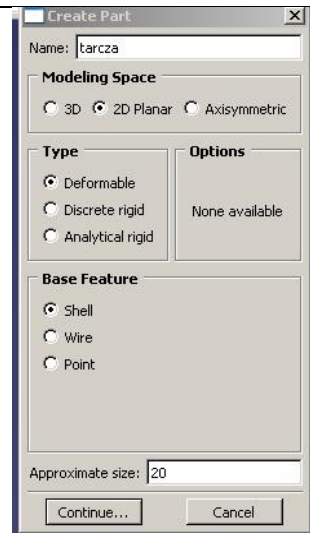 Create Part
Name: tarcza
Modeling Space
3D 2D Planar Axisymmetric
Type
Options
Deformable
Discrete rigid
Analytical rigid
None available
Base Feature
Shell
Wire
Point
Approximate size: 20
Continue... Cancel